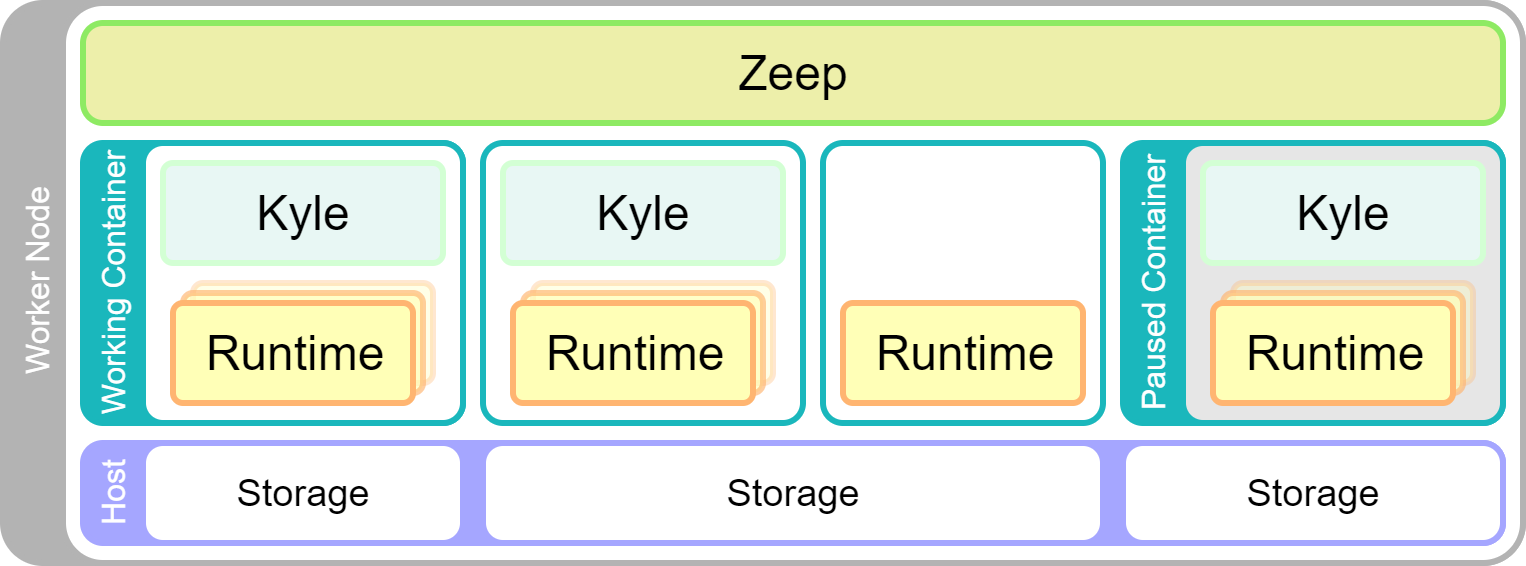 Worker Node
Zeep
Working Container
Kyle
Runtime
Kyle
Runtime
Runtime
Paused Container
Kyle
Runtime
Host
Storage
Storage
Storage